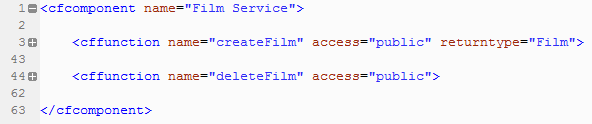 1 <cfcomponent name="Film Service">
2
3 <cffunction name="createFilm" access="public" returntype="Film">
43
44 <cffunction name="deleteFilm" access="public">
62
63 </cfcomponent>